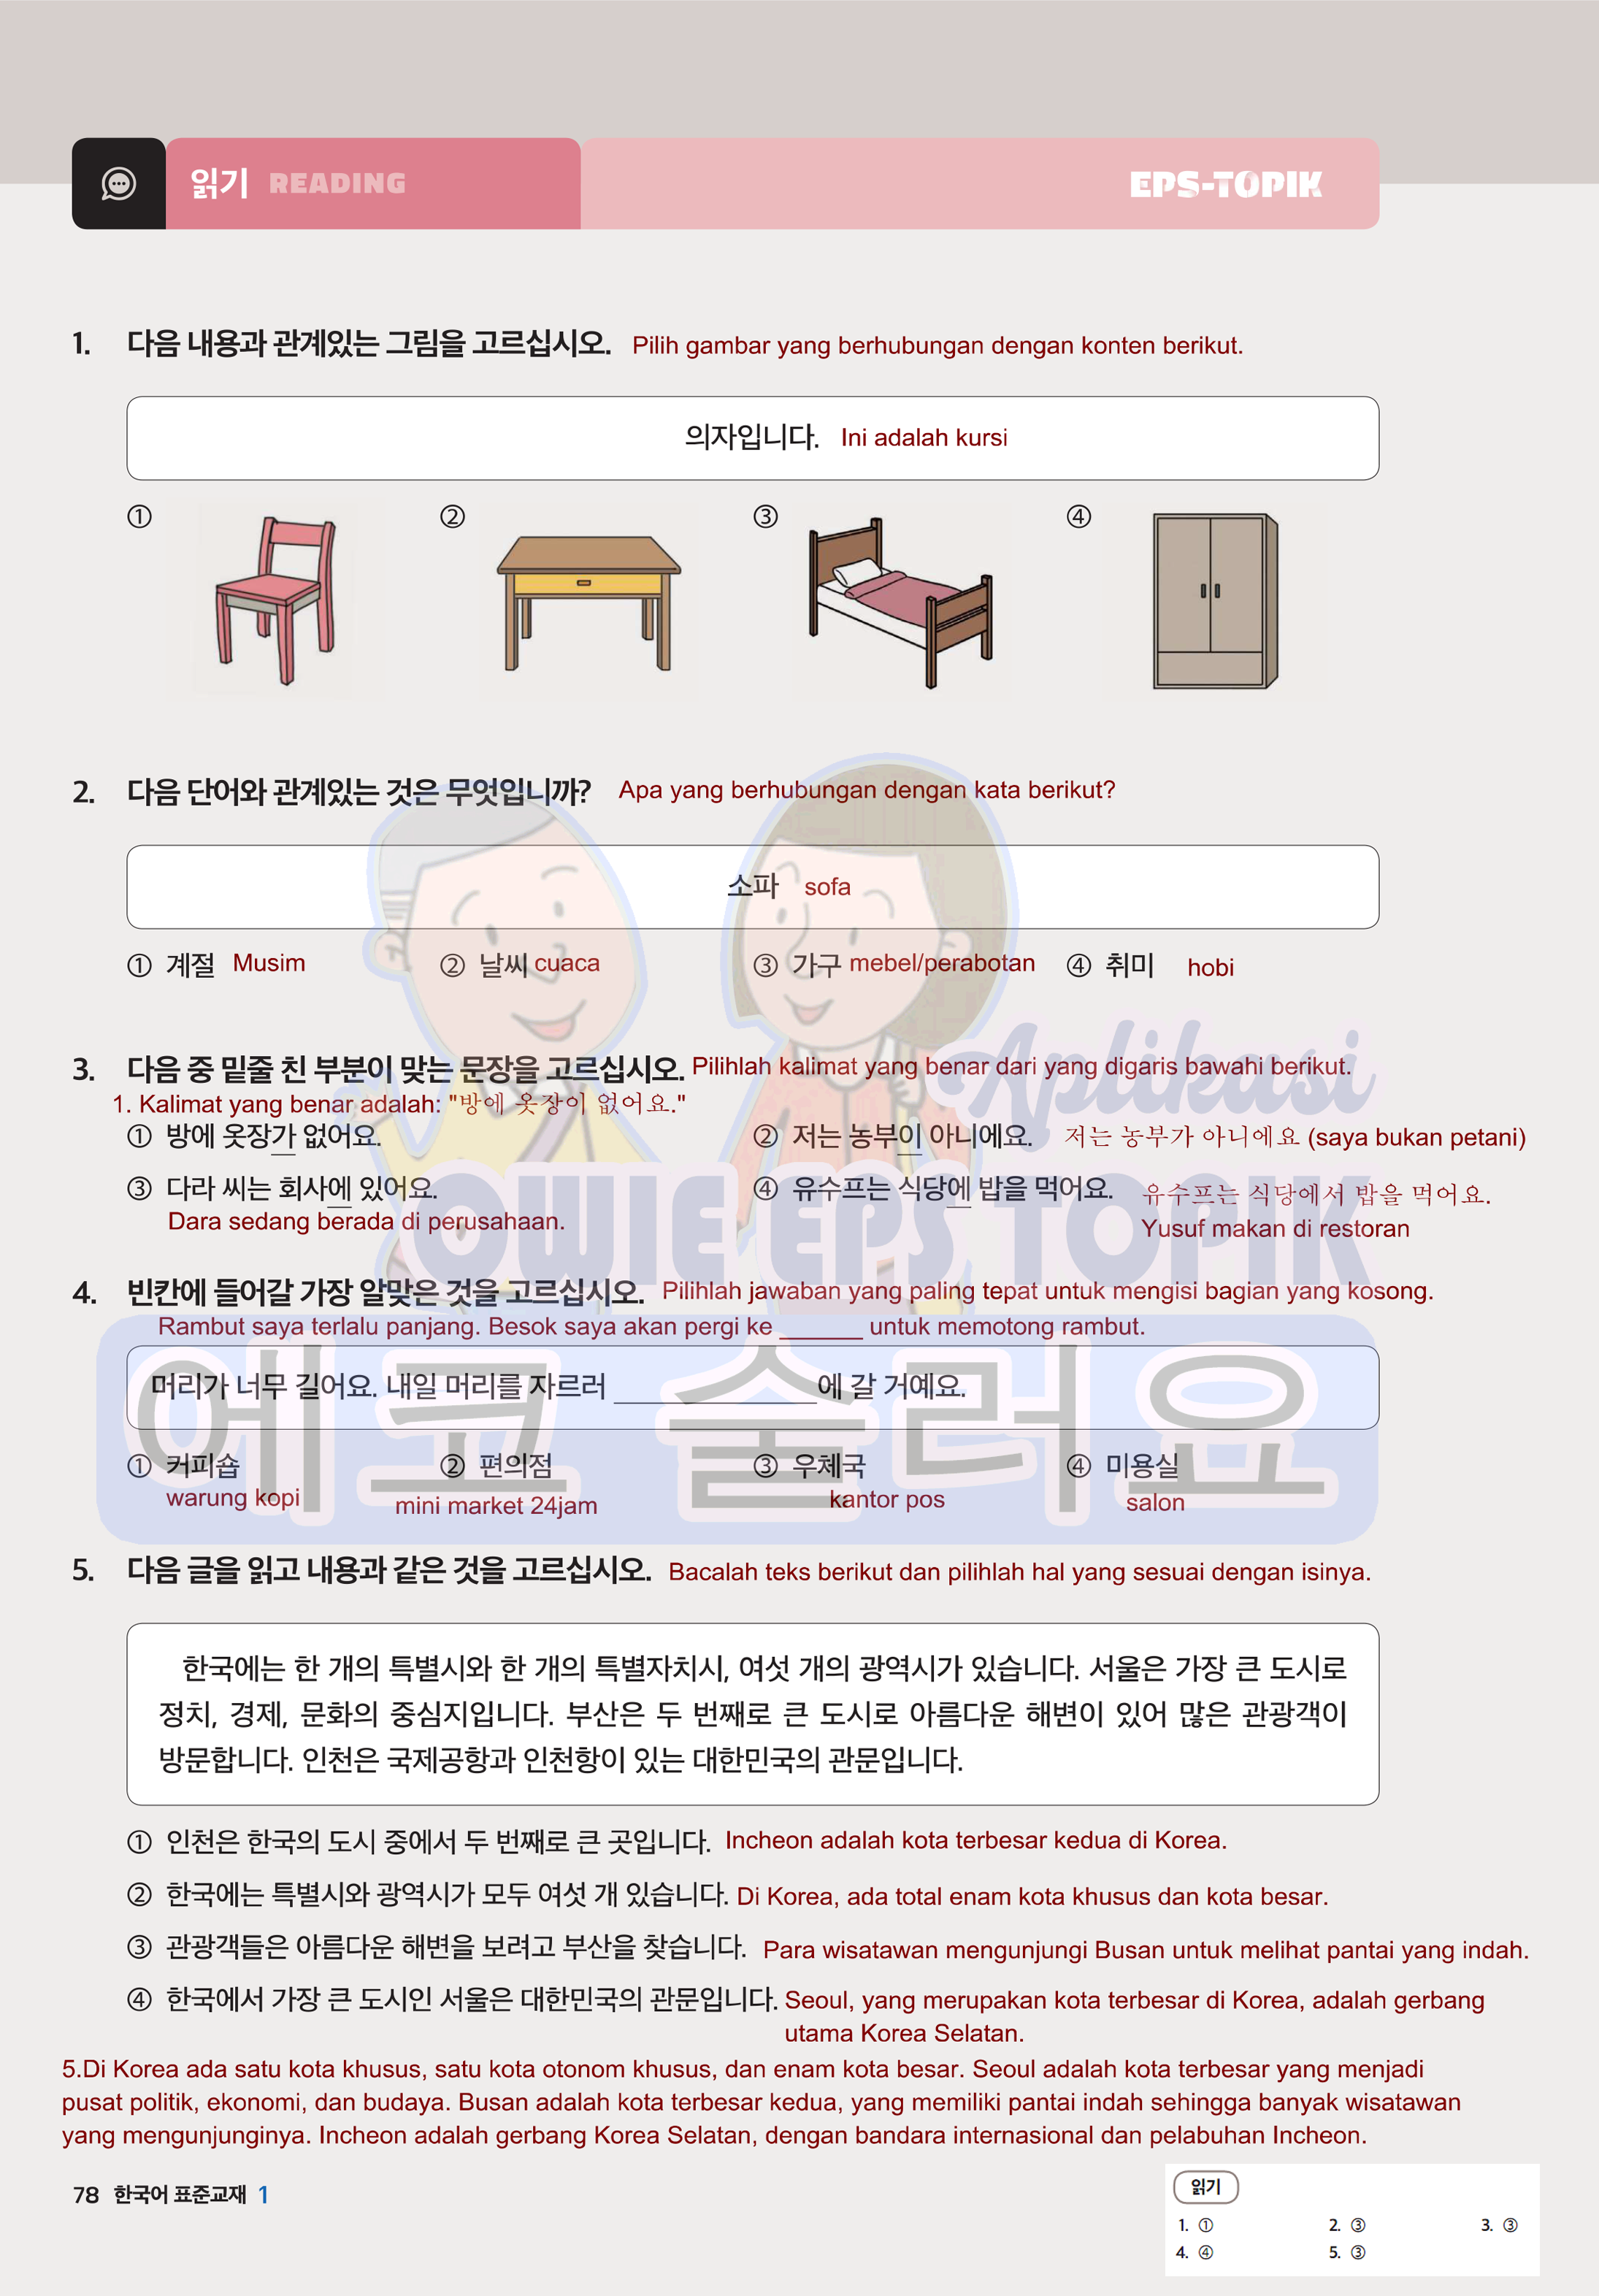 읽기 READING EPS-TOPIK
1. 다음 내용과 관계있는 그림을 고르십시오. Pilih gambar yang berhubungan dengan konten berikut.
의자입니다. Ini adalah kursi
① ② ③ ④
2. 다음 단어와 관계있는 것은 무엇입니까? Apa yang berhubungan dengan kata berikut?
소파 sofa
① 계절 Musim ② 날씨 cuaca ③ 가구 mebel/perabotan ④ 취미 hobi
3. 다음 중 밑줄 친 부분이 맞는 문장을 고르십시오. Pilihlah kalimat yang benar dari yang digaris bawahi berikut.
1. Kalimat yang benar adalah: "방에 옷장이 없어요."
① 방에 옷장가 없어요. ② 저는 농부이 아니에요. 저는 농부가 아니에요 (saya bukan petani)
③ 다라 씨는 회사에 있어요. ④ 유수프는 식당에 밥을 먹어요. 유수프는 식당에서 밥을 먹어요.
Dara sedang berada di perusahaan. Yusuf makan di restoran
Aplikasi
OWIE EPS TOPIK
4. 빈칸에 들어갈 가장 알맞은 것을 고르십시오. Pilihlah jawaban yang paling tepat untuk mengisi bagian yang kosong.
Rambut saya terlalu panjang. Besok saya akan pergi ke ______ untuk memotong rambut.
머리가 너무 길어요. 내일 머리를 자르러 ______________에 갈 거예요.
에코 술러요
① 커피숍 ② 편의점 ③ 우체국 ④ 미용실
warung kopi mini market 24jam kantor pos salon
5. 다음 글을 읽고 내용과 같은 것을 고르십시오. Bacalah teks berikut dan pilihlah hal yang sesuai dengan isinya.
한국에는 한 개의 특별시와 한 개의 특별자치시, 여섯 개의 광역시가 있습니다. 서울은 가장 큰 도시로
정치, 경제, 문화의 중심지입니다. 부산은 두 번째로 큰 도시로 아름다운 해변이 있어 많은 관광객이
방문합니다. 인천은 국제공항과 인천항이 있는 대한민국의 관문입니다.
① 인천은 한국의 도시 중에서 두 번째로 큰 곳입니다. Incheon adalah kota terbesar kedua di Korea.
② 한국에는 특별시와 광역시가 모두 여섯 개 있습니다. Di Korea, ada total enam kota khusus dan kota besar.
③ 관광객들은 아름다운 해변을 보려고 부산을 찾습니다. Para wisatawan mengunjungi Busan untuk melihat pantai yang indah.
④ 한국에서 가장 큰 도시인 서울은 대한민국의 관문입니다. Seoul, yang merupakan kota terbesar di Korea, adalah gerbang
utama Korea Selatan.
5.Di Korea ada satu kota khusus, satu kota otonom khusus, dan enam kota besar. Seoul adalah kota terbesar yang menjadi
pusat politik, ekonomi, dan budaya. Busan adalah kota terbesar kedua, yang memiliki pantai indah sehingga banyak wisatawan
yang mengunjunginya. Incheon adalah gerbang Korea Selatan, dengan bandara internasional dan pelabuhan Incheon.
78 한국어 표준교재 1
읽기
1. ① 2. ③ 3. ③
4. ④ 5. ③